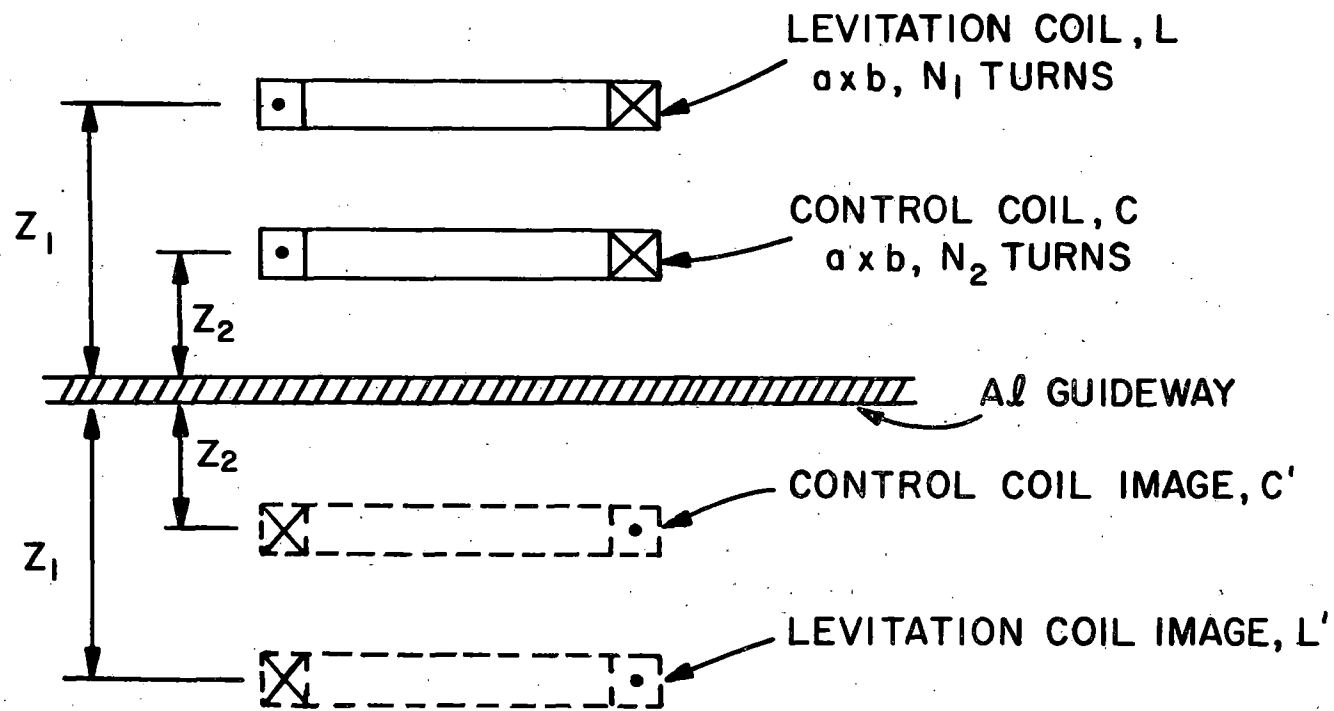 LEVITATION COIL, L
a x b, N₁ TURNS
Z₁
CONTROL COIL, C
a x b, N₂ TURNS
Z₂
Aℓ GUIDEWAY
Z₂
CONTROL COIL IMAGE, C'
Z₁
LEVITATION COIL IMAGE, L'